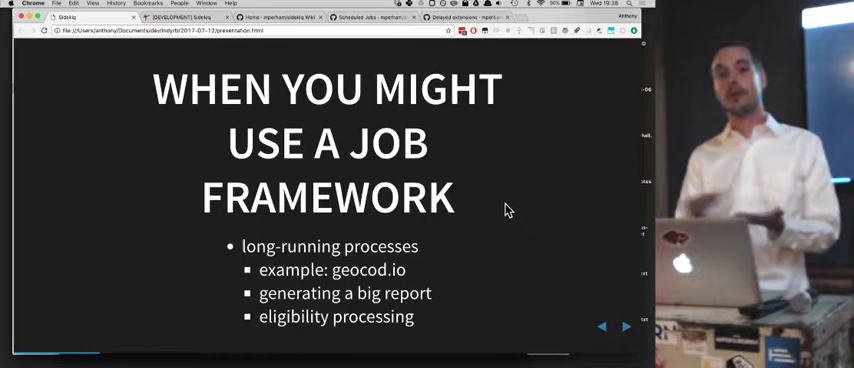 Chrome File Edit View History Bookmarks People Window Help
Wed 19:38
Sidekiq
[DEVELOPMENT] Sidekiq
Home · mperham/sidekiq Wiki
Scheduled Jobs · mperham/
Delayed extensions · mperham
Anthony
file:///Users/anthony/Documents/dev/indyrb/2017-07-12/presentation.html
WHEN YOU MIGHT
USE A JOB
FRAMEWORK
• long-running processes
▪ example: geocod.io
▪ generating a big report
▪ eligibility processing